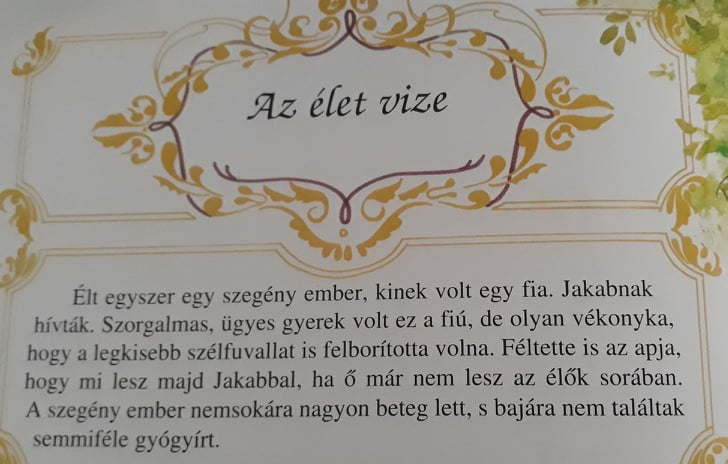 Az élet vize
Élt egyszer egy szegény ember, kinek volt egy fia. Jakabnak
hívták. Szorgalmas, ügyes gyerek volt ez a fiú, de olyan vékonyka,
hogy a legkisebb szélfuvallat is felborította volna. Féltette is az apja,
hogy mi lesz majd Jakabbal, ha ő már nem lesz az élők sorában.
A szegény ember nemsokára nagyon beteg lett, s bajára nem találtak
semmiféle gyógyírt.